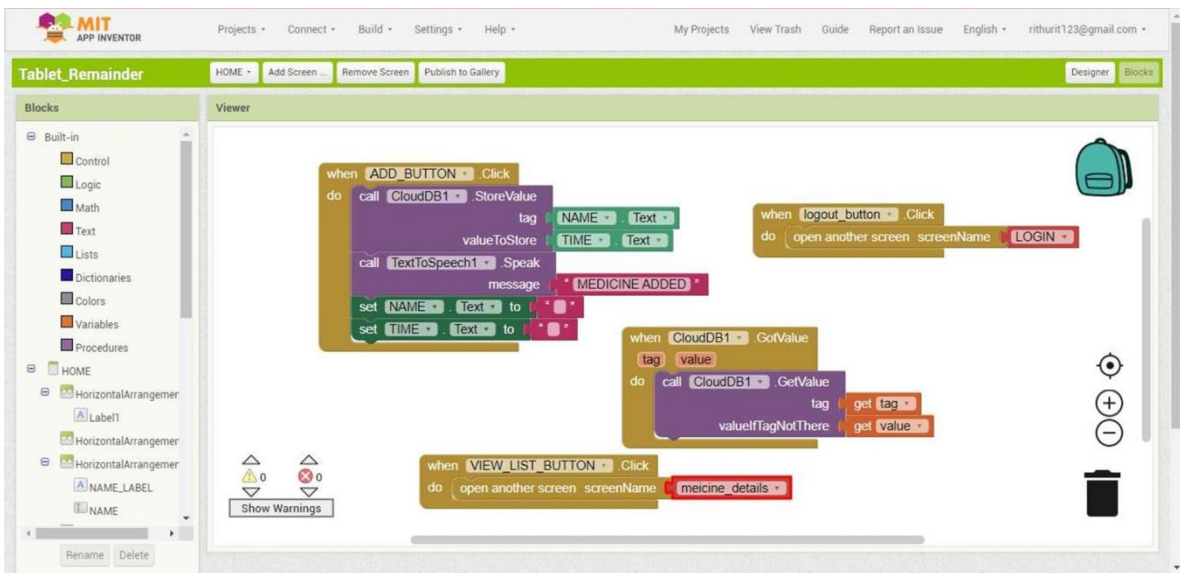 MIT
APP INVENTOR
Projects Connect Build Settings Help My Projects View Trash Guide Report an Issue English rithurit123@gmail.com
Tablet_Remainder HOME Add Screen ... Remove Screen Publish to Gallery Designer Blocks
Blocks
Viewer
Built-in
Control
Logic
Math
Text
Lists
Dictionaries
Colors
Variables
Procedures
HOME
HorizontalArrangemer
Label1
HorizontalArrangemer
HorizontalArrangemer
NAME_LABEL
NAME
Rename Delete
when ADD_BUTTON .Click
do call CloudDB1 .StoreValue
tag NAME . Text
valueToStore TIME . Text
call TextToSpeech1 .Speak
message " MEDICINE ADDED "
set NAME . Text to " "
set TIME . Text to " "
when logout_button .Click
do open another screen screenName LOGIN
when CloudDB1 .GotValue
tag value
do call CloudDB1 .GetValue
tag get tag
valueIfTagNotThere get value
when VIEW_LIST_BUTTON .Click
do open another screen screenName meicine_details
0 0
Show Warnings